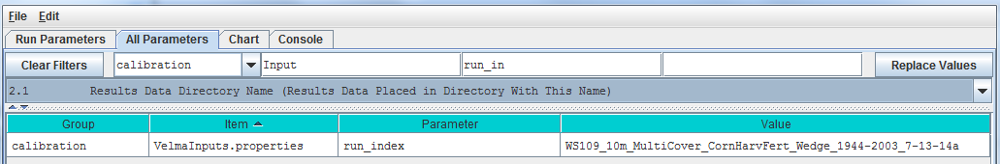 File Edit
Run Parameters All Parameters Chart Console
Clear Filters calibration Input run_in Replace Values
2.1 Results Data Directory Name (Results Data Placed in Directory With This Name)
Group Item Parameter Value
calibration VelmaInputs.properties run_index WS109_10m_MultiCover_CornHarvFert_Wedge_1944-2003_7-13-14a